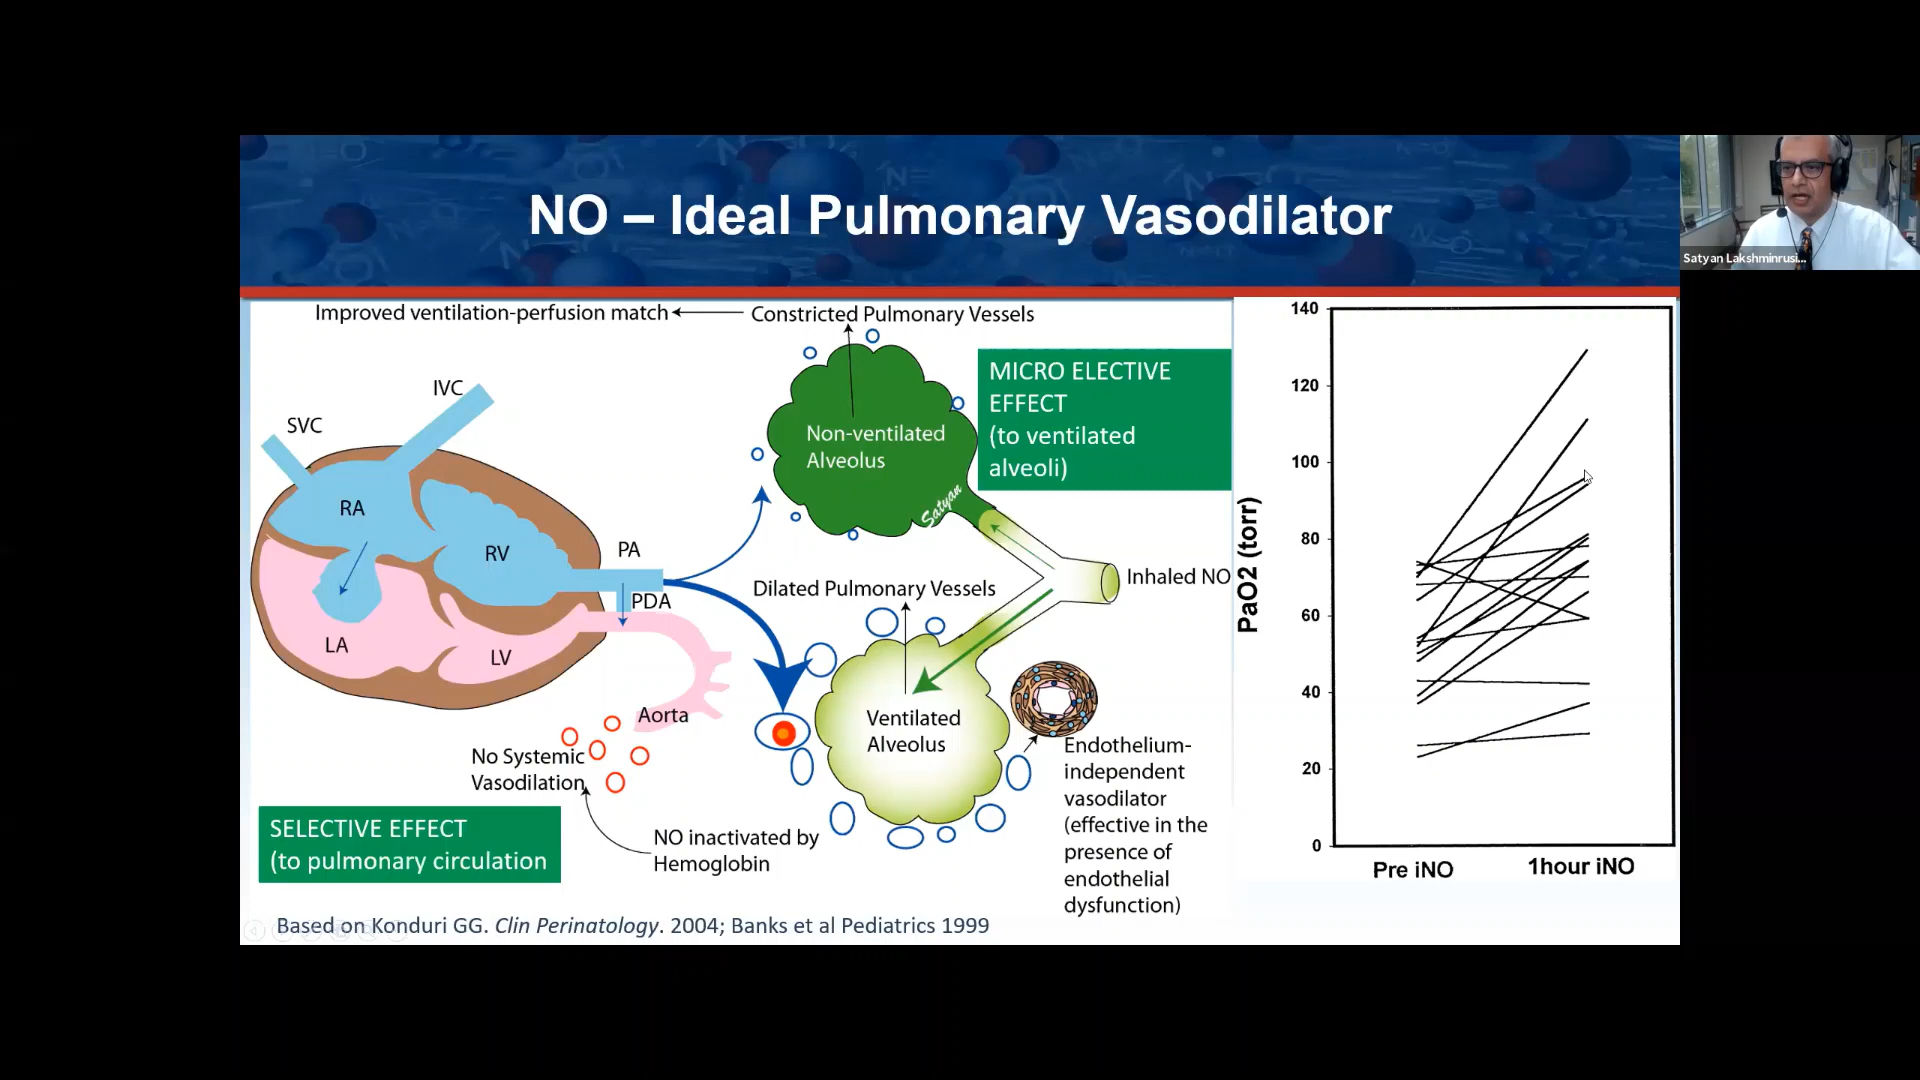 NO – Ideal Pulmonary Vasodilator
Satyan Lakshminrusi...
Improved ventilation-perfusion match
Constricted Pulmonary Vessels
MICRO ELECTIVE
EFFECT
(to ventilated
alveoli)
IVC
SVC
RA
RV
PA
PDA
LA
LV
Aorta
Non-ventilated
Alveolus
Satyan
Inhaled NO
Dilated Pulmonary Vessels
Ventilated
Alveolus
Endothelium-
independent
vasodilator
(effective in the
presence of
endothelial
dysfunction)
No Systemic
Vasodilation
SELECTIVE EFFECT
(to pulmonary circulation
NO inactivated by
Hemoglobin
PaO2 (torr)
140
120
100
80
60
40
20
0
Pre iNO
1hour iNO
Based on Konduri GG. Clin Perinatology. 2004; Banks et al Pediatrics 1999